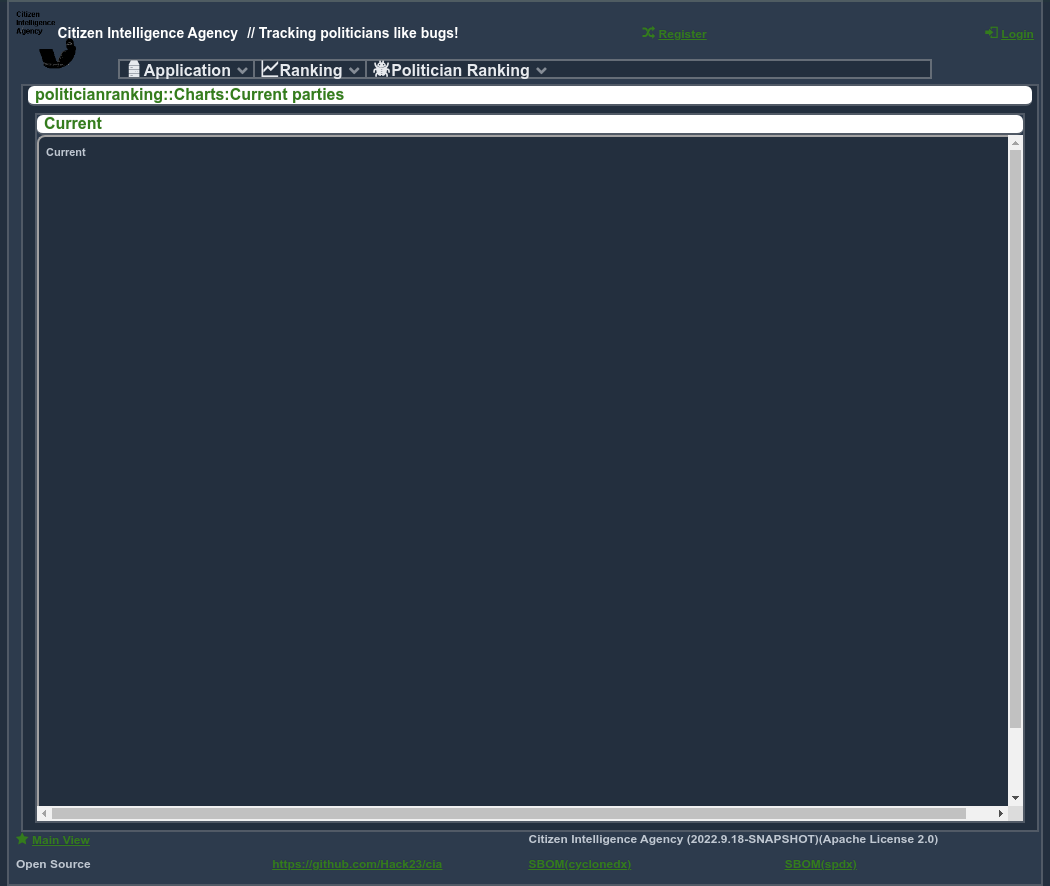 Citizen
Intelligence
Agency
Citizen Intelligence Agency // Tracking politicians like bugs!
Register
Login
Application
Ranking
Politician Ranking
politicianranking::Charts:Current parties
Current
Current
Main View
Citizen Intelligence Agency (2022.9.18-SNAPSHOT)(Apache License 2.0)
Open Source
https://github.com/Hack23/cia
SBOM(cyclonedx)
SBOM(spdx)